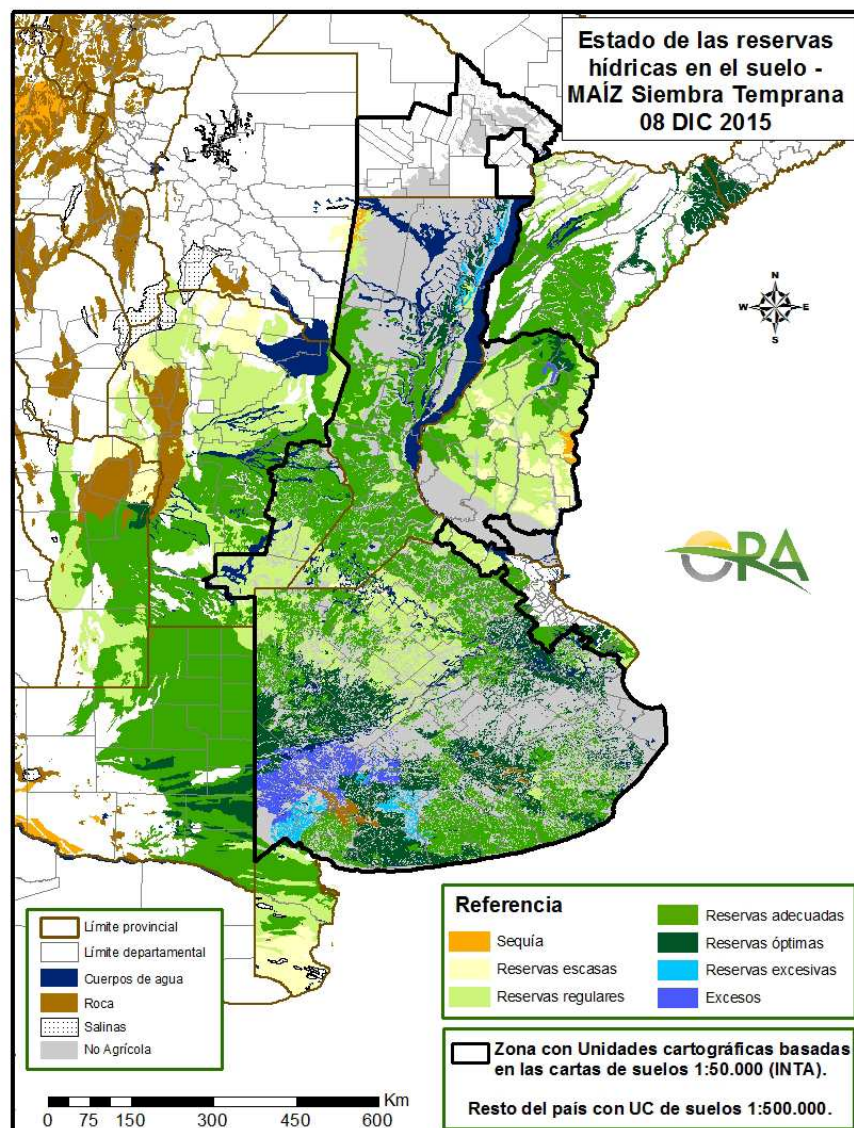 Estado de las reservas
hídricas en el suelo -
MAÍZ Siembra Temprana
08 DIC 2015
N
W
E
S
ORA
Límite provincial
Límite departamental
Cuerpos de agua
Roca
Salinas
No Agrícola
Referencia
Sequía
Reservas escasas
Reservas regulares
Reservas adecuadas
Reservas óptimas
Reservas excesivas
Excesos
Zona con Unidades cartográficas basadas
en las cartas de suelos 1:50.000 (INTA).
Resto del país con UC de suelos 1:500.000.
Km
0 75 150 300 450 600